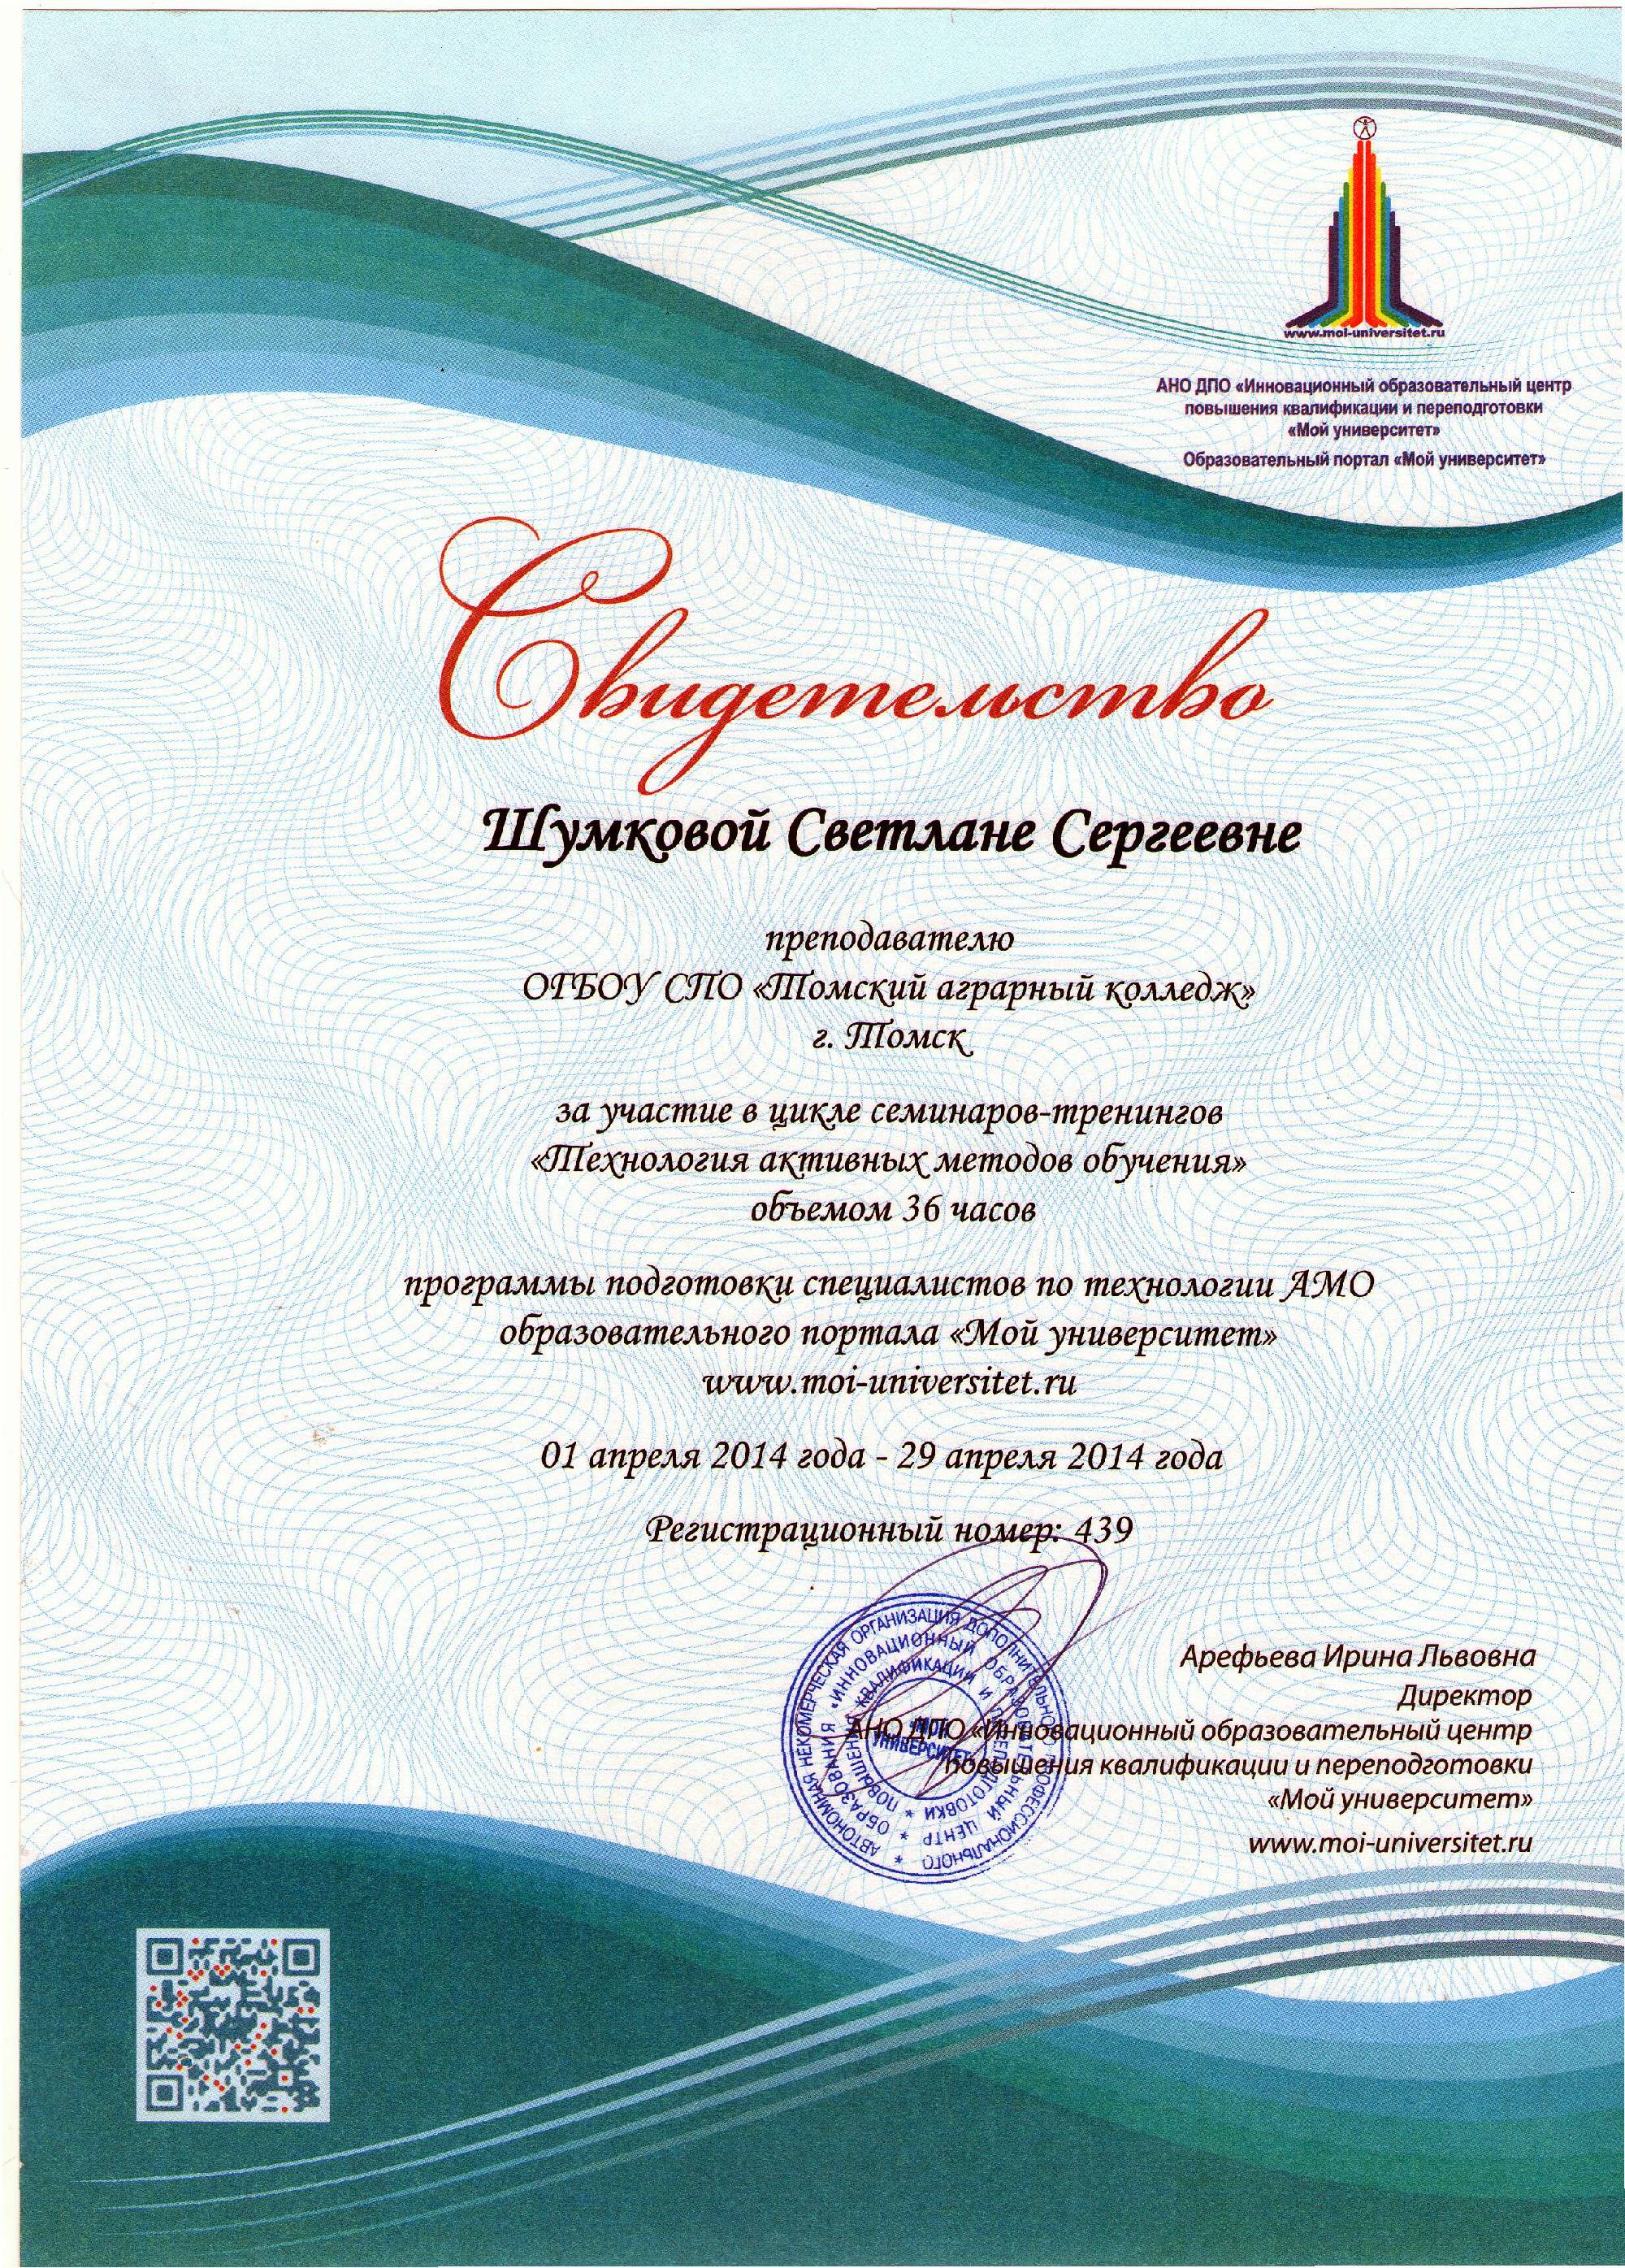 www.moi-universitet.ru
АНО ДПО «Инновационный образовательный центр
повышения квалификации и переподготовки
«Мой университет»
Образовательный портал «Мой университет»
Свидетельство
Шумковой Светлане Сергеевне
преподавателю
ОГБОУ СПО «Томский аграрный колледж»
г. Томск
за участие в цикле семинаров-тренингов
«Технология активных методов обучения»
объемом 36 часов
программы подготовки специалистов по технологии АМО
образовательного портала «Мой университет»
www.moi-universitet.ru
01 апреля 2014 года - 29 апреля 2014 года
Регистрационный номер: 439
Арефьева Ирина Львовна
Директор
АНО ДПО «Инновационный образовательный центр
повышения квалификации и переподготовки
«Мой университет»
www.moi-universitet.ru
АВТОНОМНАЯ НЕКОММЕРЧЕСКАЯ ОРГАНИЗАЦИЯ ДОПОЛНИТЕЛЬНОГО ПРОФЕССИОНАЛЬНОГО
ОБРАЗОВАНИЯ «ИННОВАЦИОННЫЙ ОБРАЗОВАТЕЛЬНЫЙ ЦЕНТР
ПОВЫШЕНИЯ КВАЛИФИКАЦИИ И ПЕРЕПОДГОТОВКИ
«МОЙ
УНИВЕРСИТЕТ»